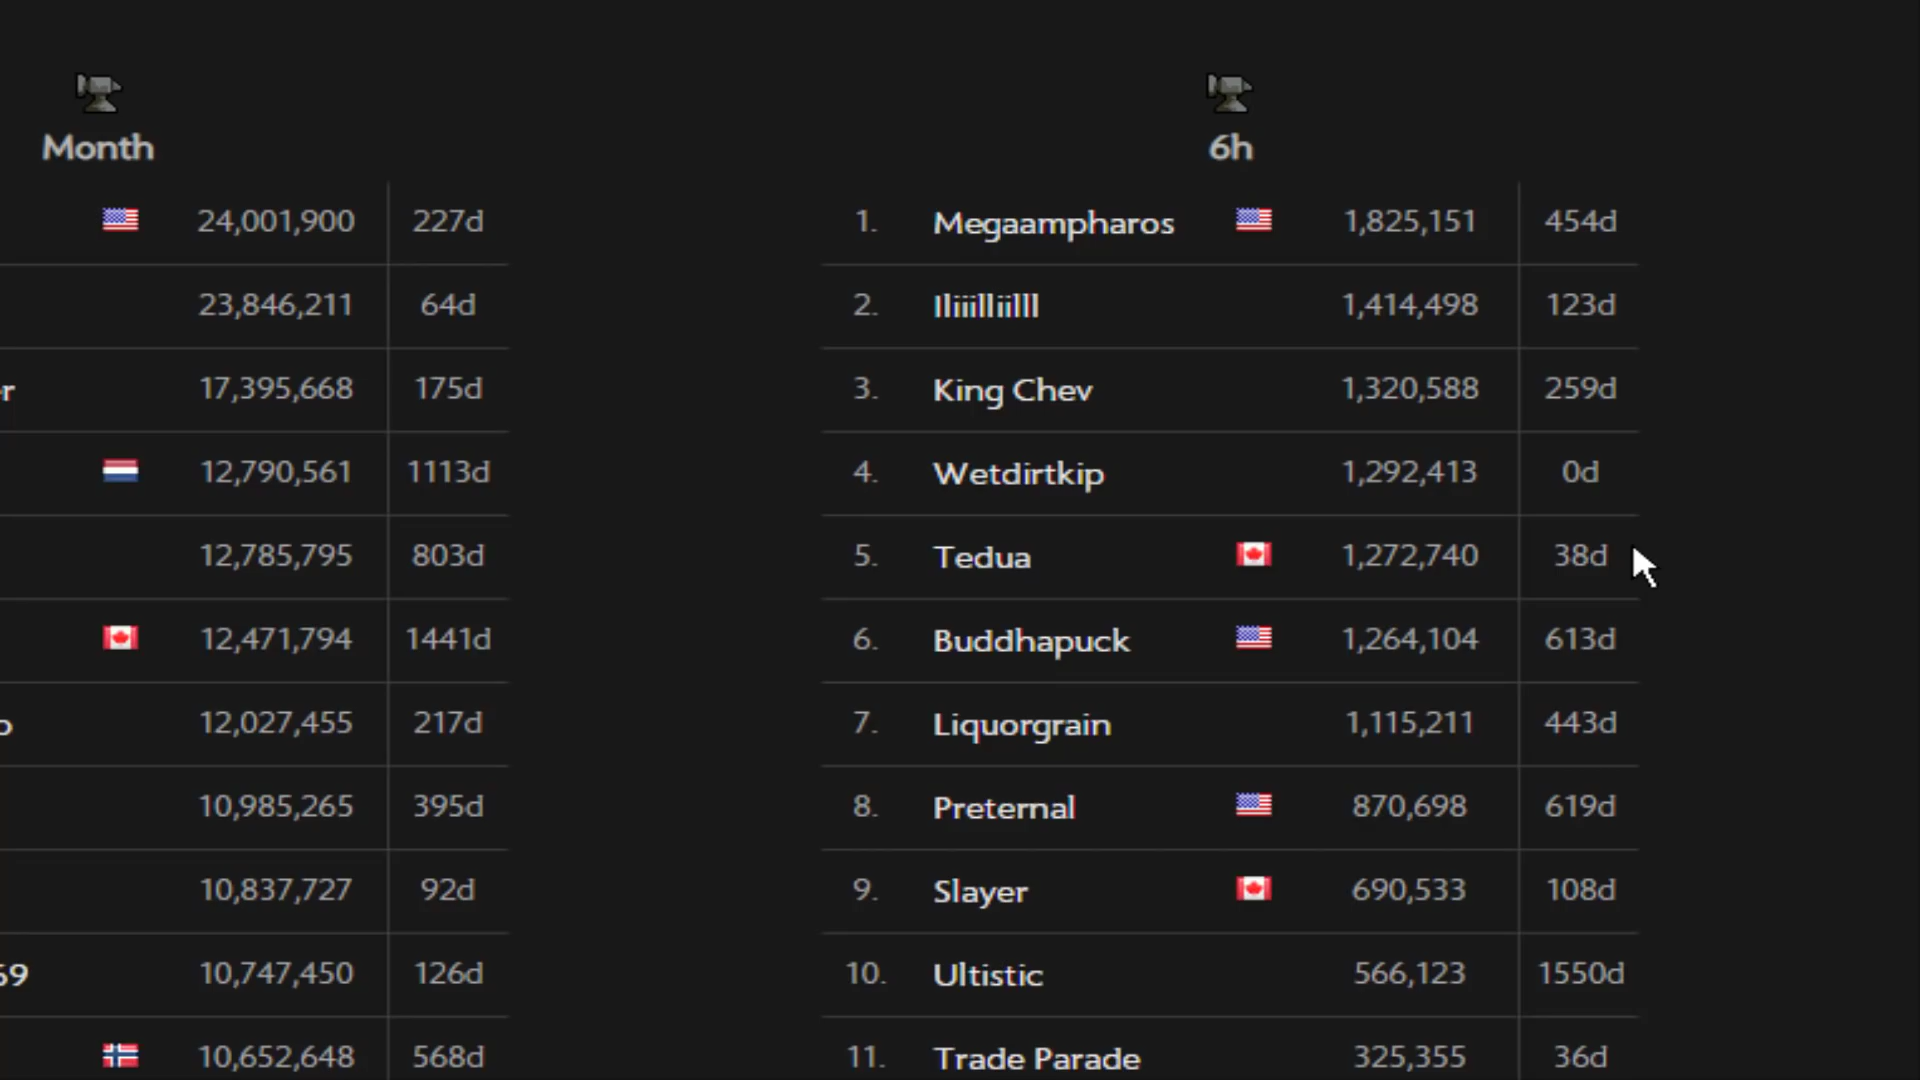 Month
24,001,900 227d
23,846,211 64d
r 17,395,668 175d
12,790,561 1113d
12,785,795 803d
12,471,794 1441d
o 12,027,455 217d
10,985,265 395d
10,837,727 92d
69 10,747,450 126d
10,652,648 568d
6h
1. Megaampharos 1,825,151 454d
2. Iliiilliilll 1,414,498 123d
3. King Chev 1,320,588 259d
4. Wetdirtkip 1,292,413 0d
5. Tedua 1,272,740 38d
6. Buddhapuck 1,264,104 613d
7. Liquorgrain 1,115,211 443d
8. Preternal 870,698 619d
9. Slayer 690,533 108d
10. Ultistic 566,123 1550d
11. Trade Parade 325,355 36d